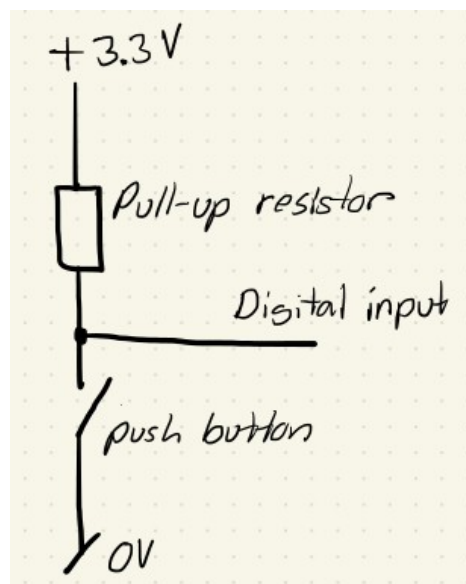 +3.3V
Pull-up resistor
Digital input
push button
0V